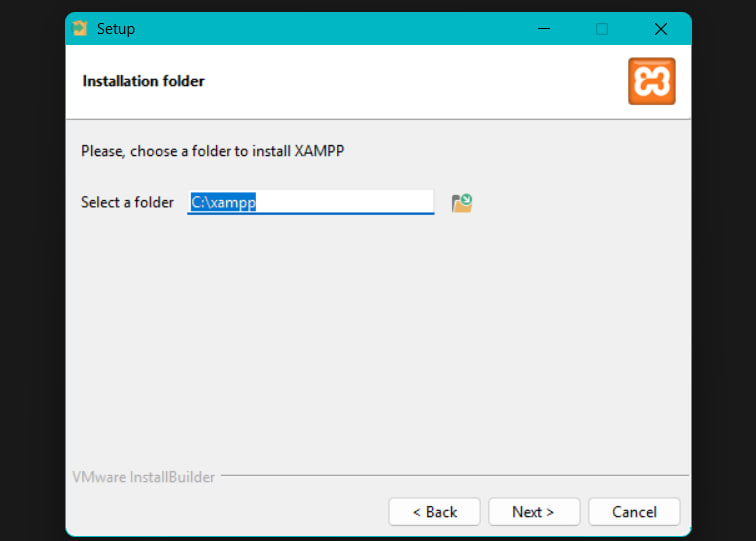 Setup
Installation folder
Please, choose a folder to install XAMPP
Select a folder C:\xampp
VMware InstallBuilder
< Back Next > Cancel